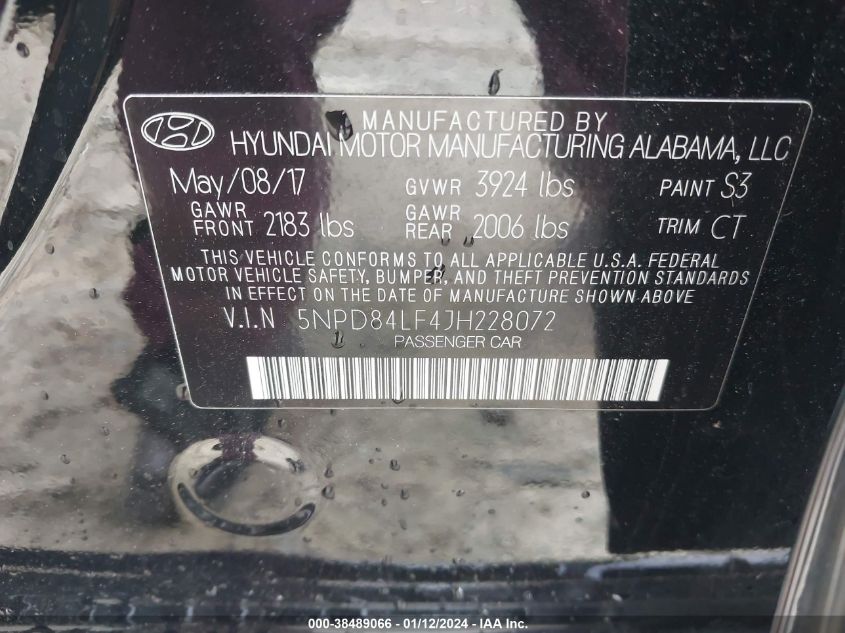 MANUFACTURED BY
HYUNDAI MOTOR MANUFACTURING ALABAMA, LLC
May/08/17 GVWR 3924 lbs PAINT S3
GAWR FRONT 2183 lbs GAWR REAR 2006 lbs TRIM CT
THIS VEHICLE CONFORMS TO ALL APPLICABLE U.S.A. FEDERAL
MOTOR VEHICLE SAFETY, BUMPER, AND THEFT PREVENTION STANDARDS
IN EFFECT ON THE DATE OF MANUFACTURE SHOWN ABOVE
V.I.N 5NPD84LF4JH228072
PASSENGER CAR
000-38489066 - 01/12/2024 - IAA Inc.